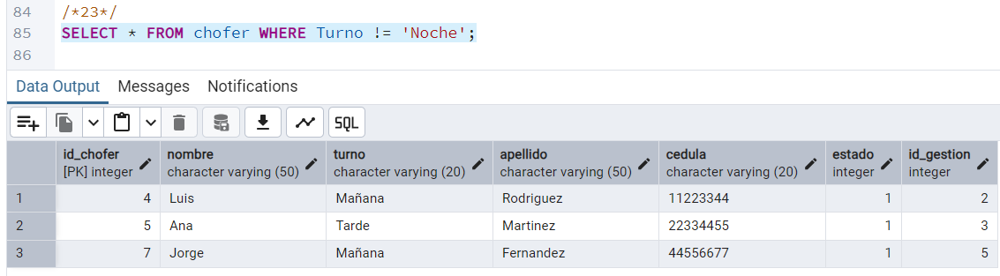 84 /*23*/
85 SELECT * FROM chofer WHERE Turno != 'Noche';
86
Data Output Messages Notifications
SQL
id_chofer nombre turno apellido cedula estado id_gestion
[PK] integer character varying (50) character varying (20) character varying (50) character varying (20) integer integer
1 4 Luis Mañana Rodriguez 11223344 1 2
2 5 Ana Tarde Martinez 22334455 1 3
3 7 Jorge Mañana Fernandez 44556677 1 5